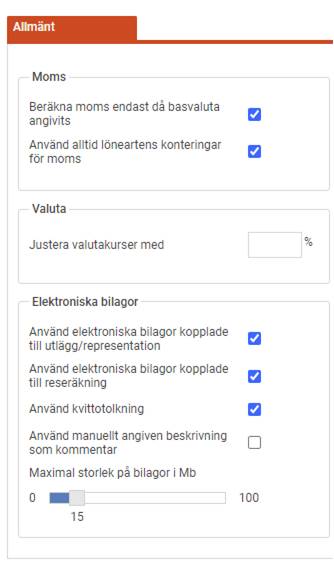 Allmänt
Moms
Beräkna moms endast då basvaluta
angivits
Använd alltid löneartens konteringar
för moms
Valuta
Justera valutakurser med
%
Elektroniska bilagor
Använd elektroniska bilagor kopplade
till utlägg/representation
Använd elektroniska bilagor kopplade
till reseräkning
Använd kvittotolkning
Använd manuellt angiven beskrivning
som kommentar
Maximal storlek på bilagor i Mb
0 100
15